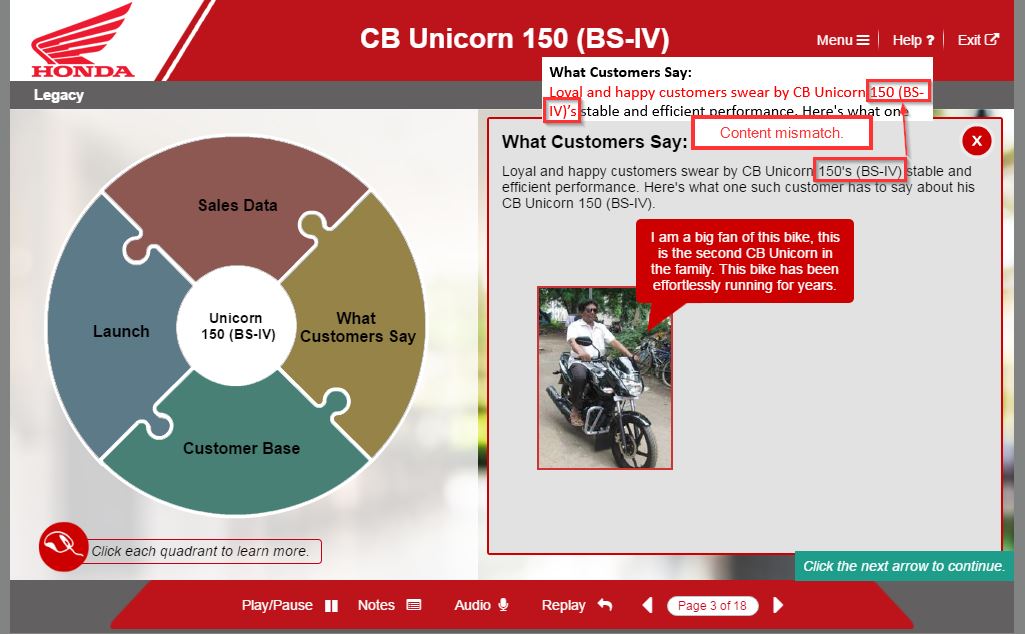 HONDA
CB Unicorn 150 (BS-IV)
Menu
Help ?
Exit
Legacy
What Customers Say:
Loyal and happy customers swear by CB Unicorn 150 (BS-
IV)’s stable and efficient performance. Here's what one
Content mismatch.
What Customers Say:
X
Loyal and happy customers swear by CB Unicorn 150's (BS-IV) stable and
efficient performance. Here's what one such customer has to say about his
CB Unicorn 150 (BS-IV).
I am a big fan of this bike, this
is the second CB Unicorn in
the family. This bike has been
effortlessly running for years.
Sales Data
Launch
Unicorn
150 (BS-IV)
What
Customers Say
Customer Base
Click each quadrant to learn more.
Click the next arrow to continue.
Play/Pause
Notes
Audio
Replay
Page 3 of 18